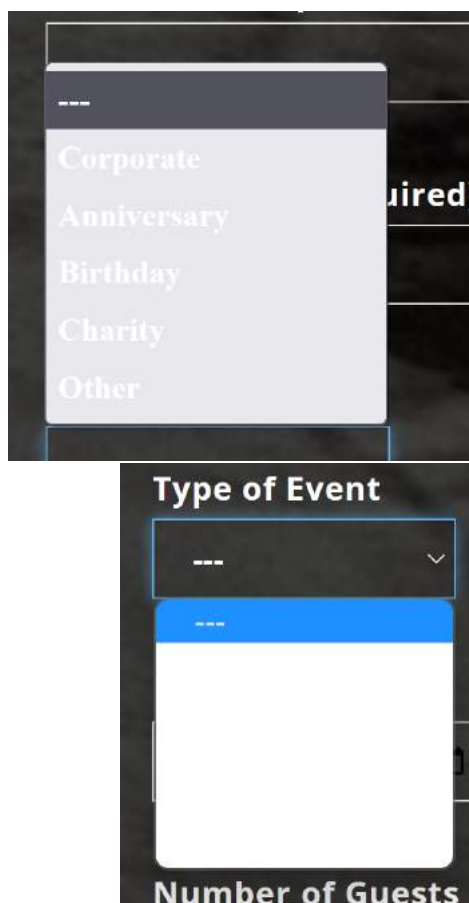 ---
Corporate
uired
Anniversary
Birthday
Charity
Other
Type of Event
---
---
Number of Guests